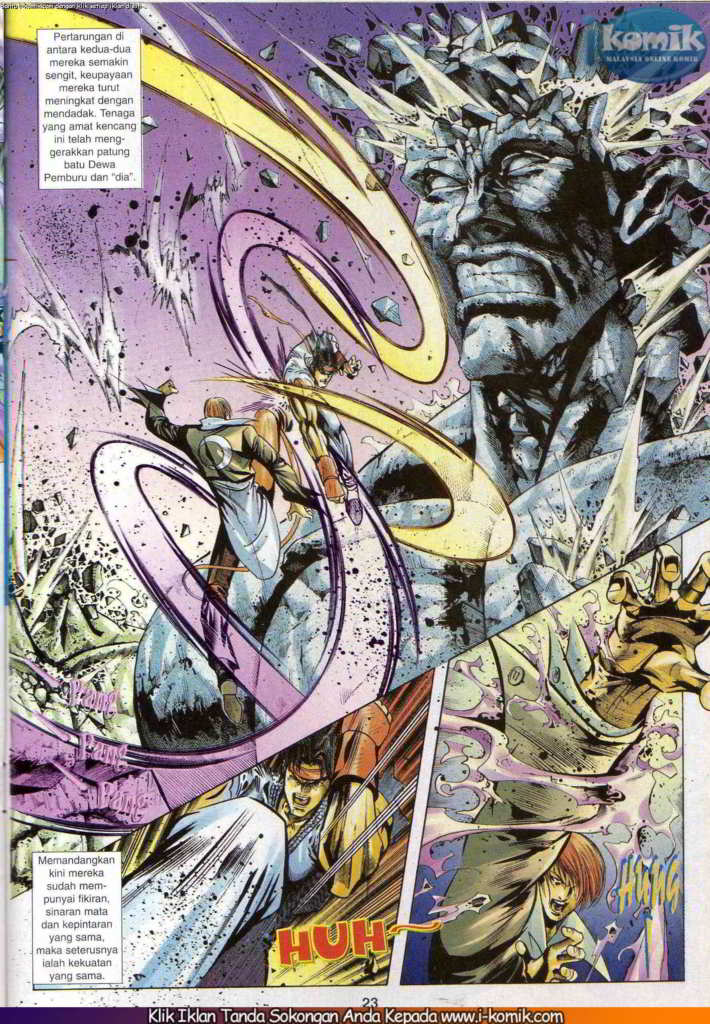 komik
MALAYSIA ONLINE KOMIK
Pertarungan di
antara kedua-dua
mereka semakin
sengit, keupayaan
mereka turut
meningkat dengan
mendadak. Tenaga
yang amat kencang
ini telah meng-
gerakkan patung
batu Dewa
Pemburu dan "dia".
Pang
Pang
Pang
Memandangkan
kini mereka
sudah mem-
punyai fikiran,
sinaran mata
dan kepintaran
yang sama,
maka seterusnya
ialah kekuatan
yang sama.
HUH~
HUNG
23
Klik Iklan Tanda Sokongan Anda Kepada www.i-komik.com